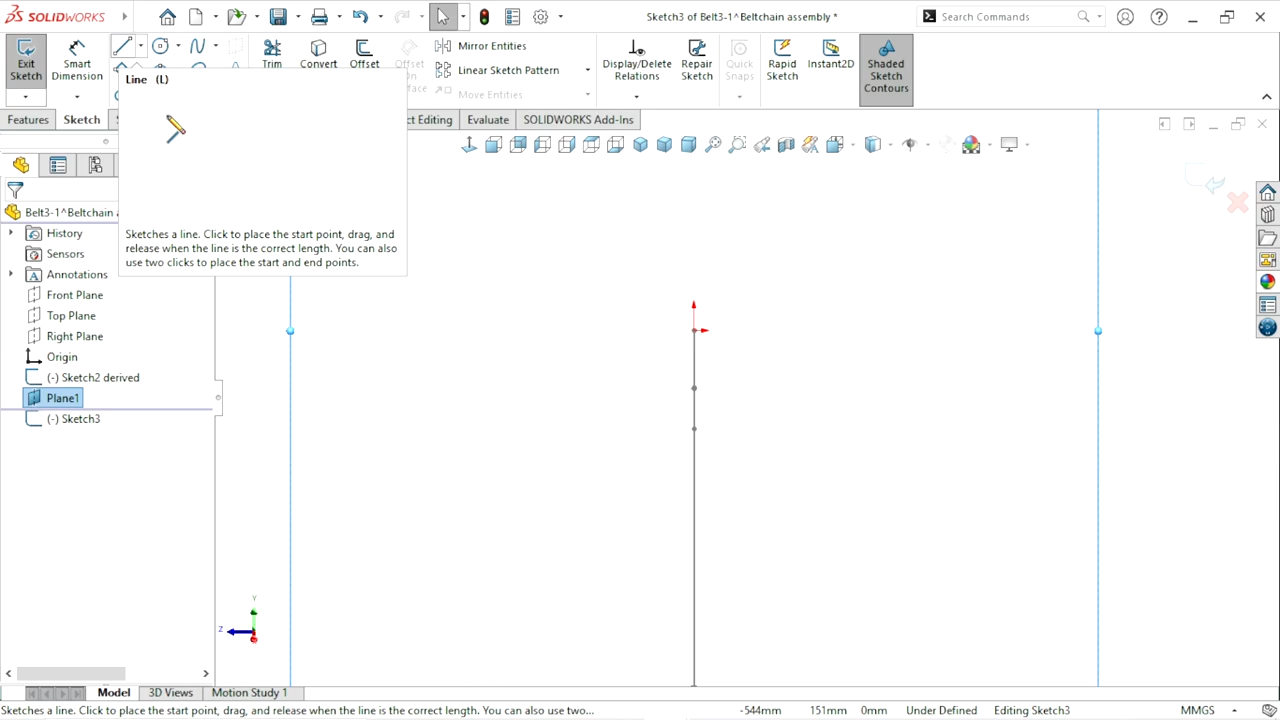 SOLIDWORKS
Sketch3 of Belt3-1^Beltchain assembly *
Search Commands
Exit
Sketch
Smart
Dimension
Trim
Convert
Offset
Mirror Entities
Linear Sketch Pattern
Move Entities
Display/Delete
Relations
Repair
Sketch
Quick
Snaps
Rapid
Sketch
Instant2D
Shaded
Sketch
Contours
Line (L)
Sketches a line. Click to place the start point, drag, and
release when the line is the correct length. You can also
use two clicks to place the start and end points.
Features
Sketch
ct Editing
Evaluate
SOLIDWORKS Add-Ins
Belt3-1^Beltchain a
History
Sensors
Annotations
Front Plane
Top Plane
Right Plane
Origin
(-) Sketch2 derived
Plane1
(-) Sketch3
Y
Z
Model
3D Views
Motion Study 1
Sketches a line. Click to place the start point, drag, and release when the line is the correct length. You can also use two...
-544mm
151mm
0mm
Under Defined
Editing Sketch3
MMGS